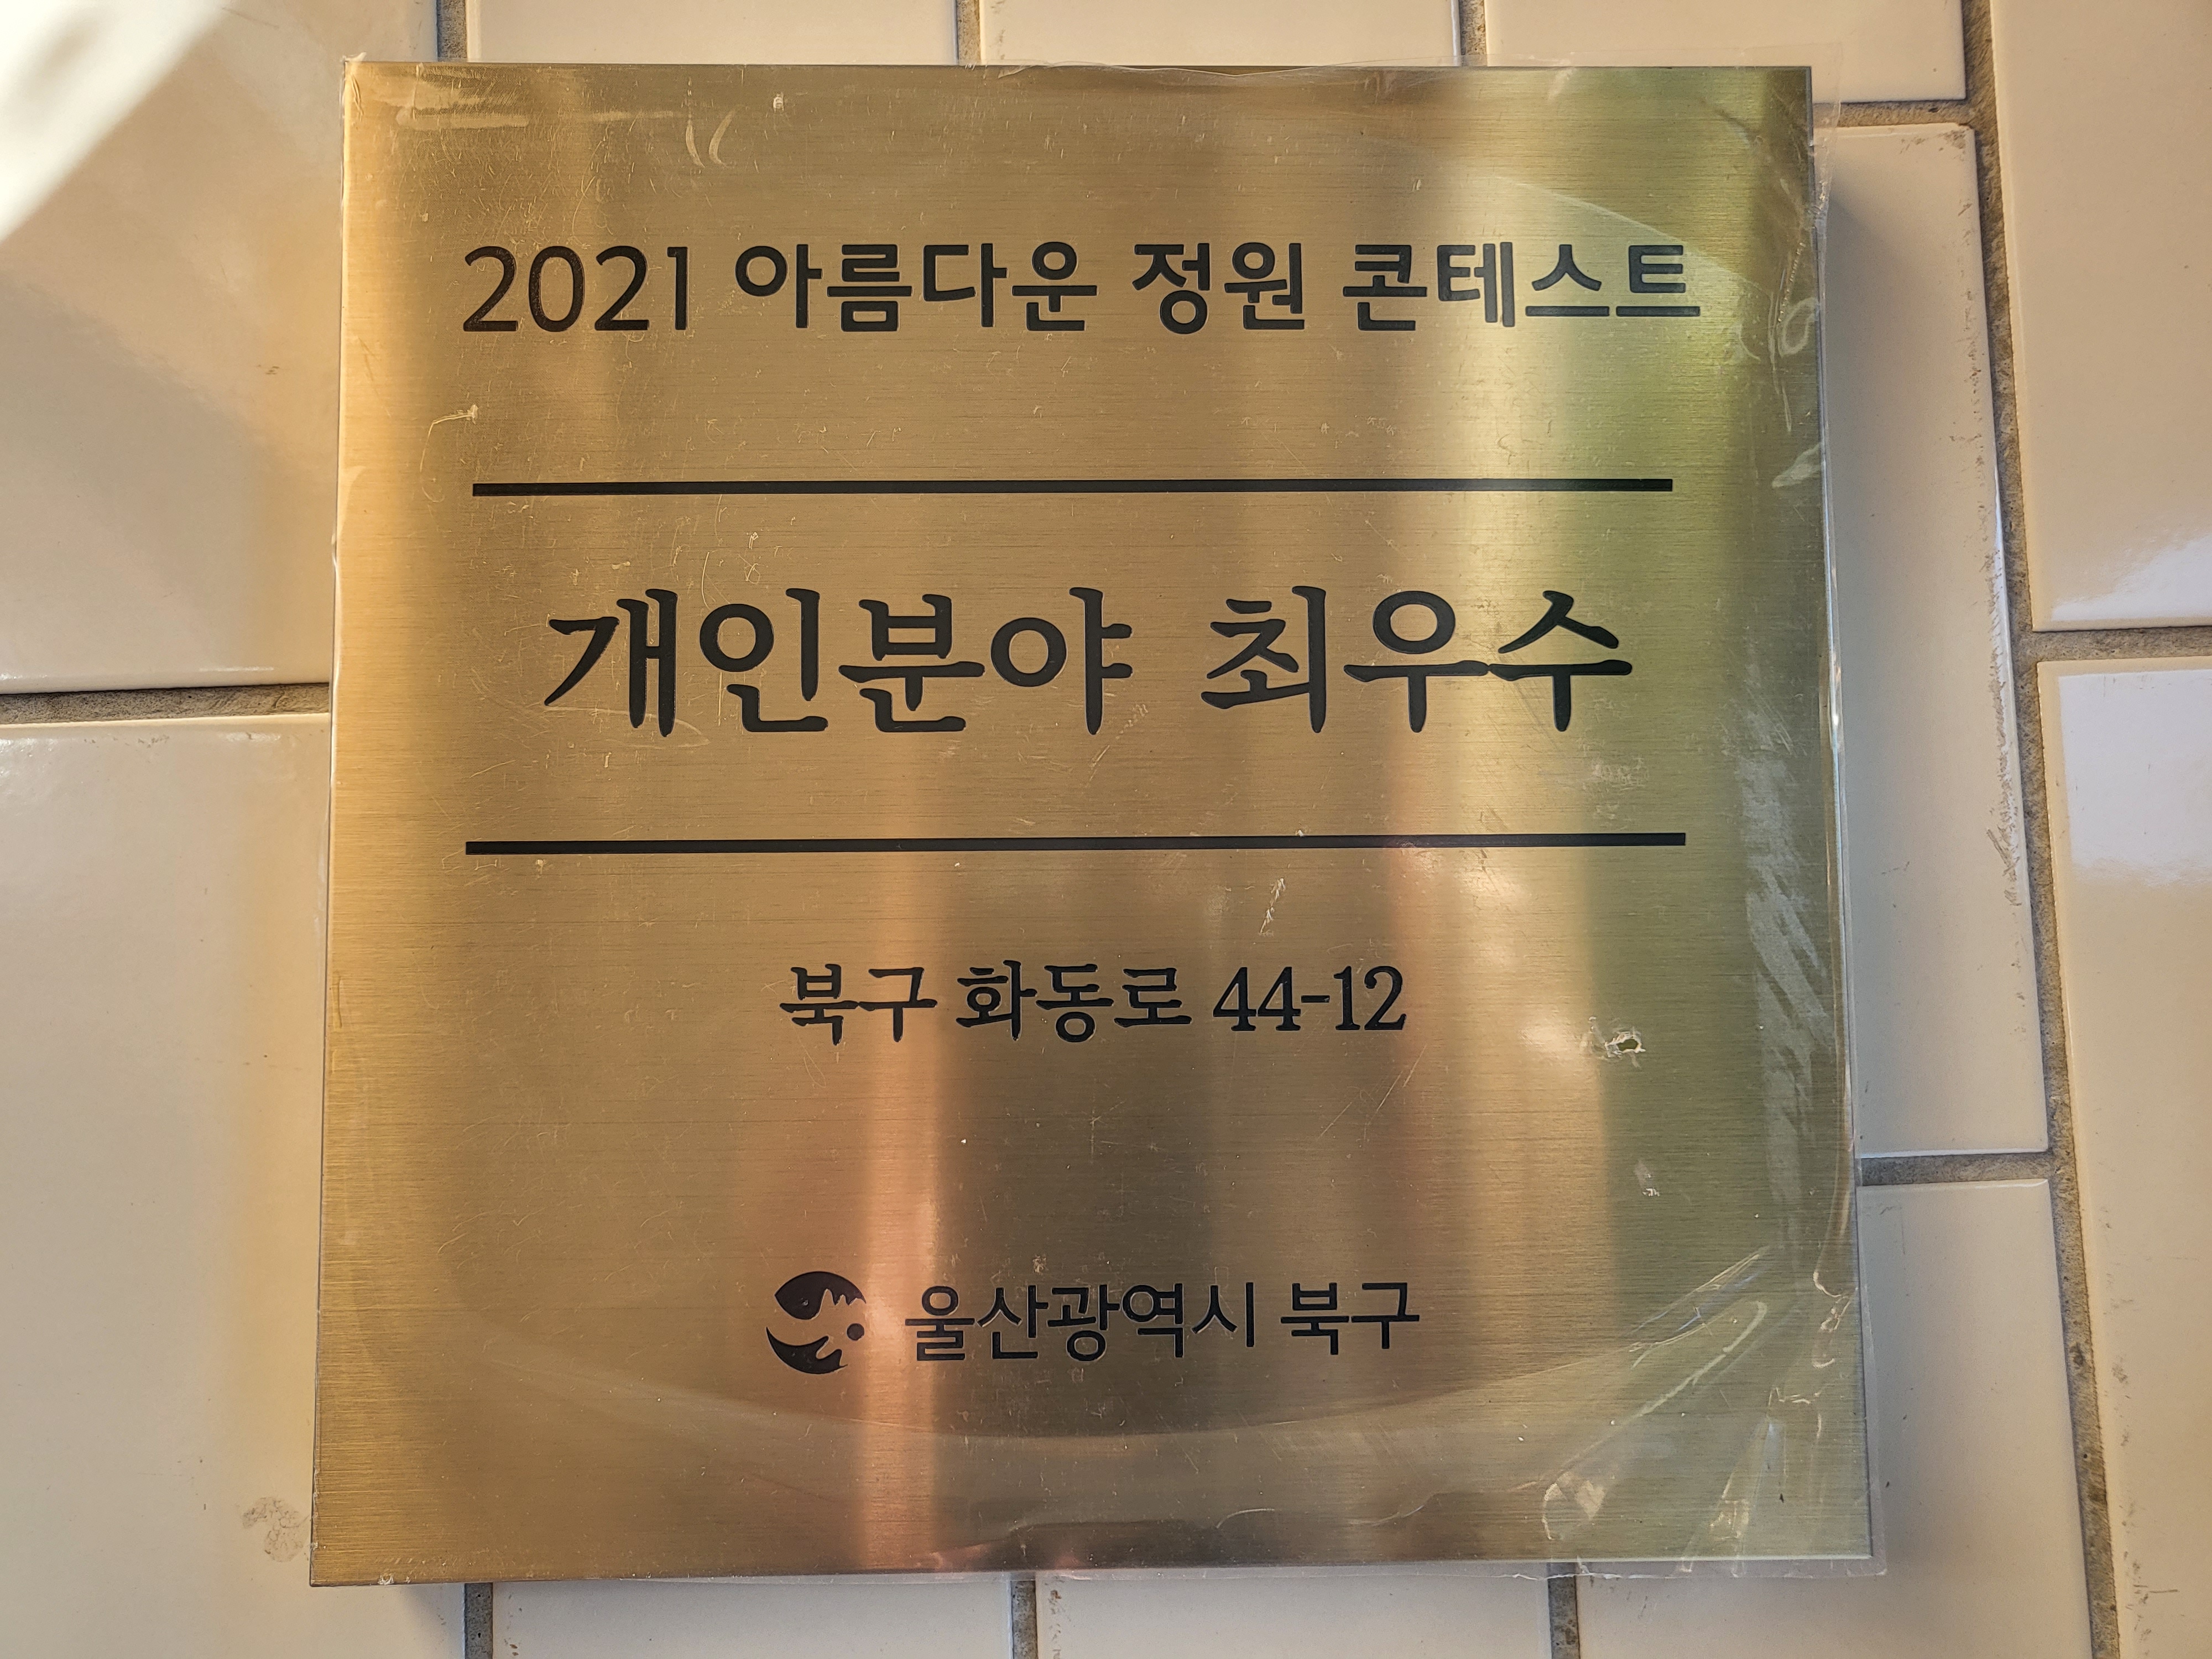 2021 아름다운 정원 콘테스트
개인분야 최우수
북구 화동로 44-12
울산광역시 북구